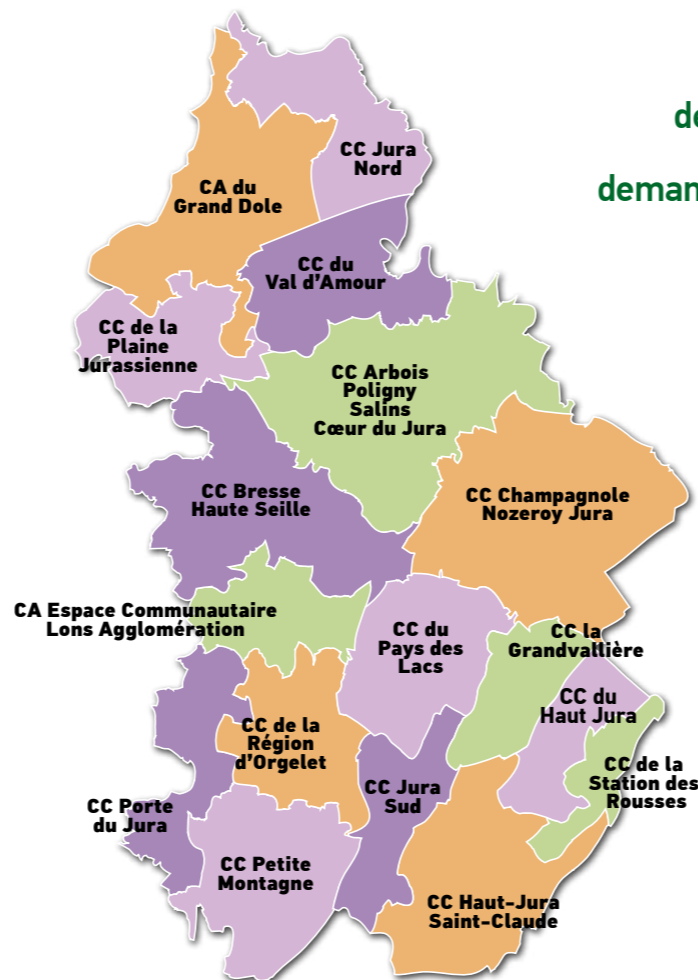 de
deman
CC Jura
Nord
CA du
Grand Dole
CC du
Val d'Amour
CC de la
Plaine
Jurassienne
CC Arbois
Poligny
Salins
Cœur du Jura
CC Bresse
Haute Seille
CC Champagnole
Nozeroy Jura
CA Espace Communautaire
Lons Agglomération
CC du
Pays des
Lacs
CC la
Grandvallière
CC du
Haut Jura
CC de la
Région
d'Orgelet
CC de la
Station des
Rousses
CC Jura
Sud
CC Porte
du Jura
CC Petite
Montagne
CC Haut-Jura
Saint-Claude